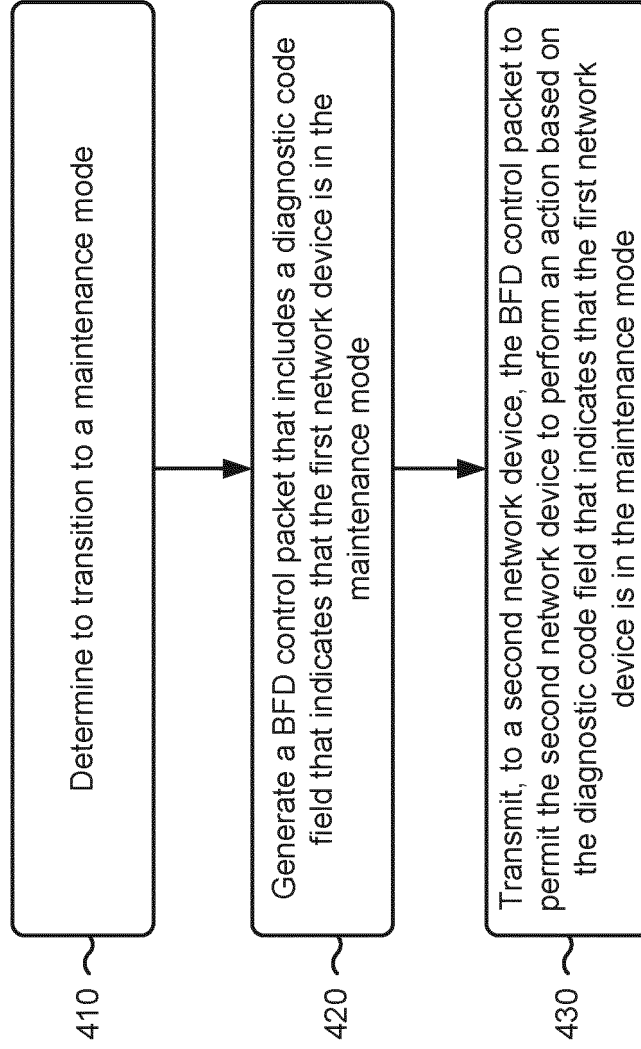 410
Determine to transition to a maintenance mode
420
Generate a BFD control packet that includes a diagnostic code
field that indicates that the first network device is in the
maintenance mode
430
Transmit, to a second network device, the BFD control packet to
permit the second network device to perform an action based on
the diagnostic code field that indicates that the first network
device is in the maintenance mode